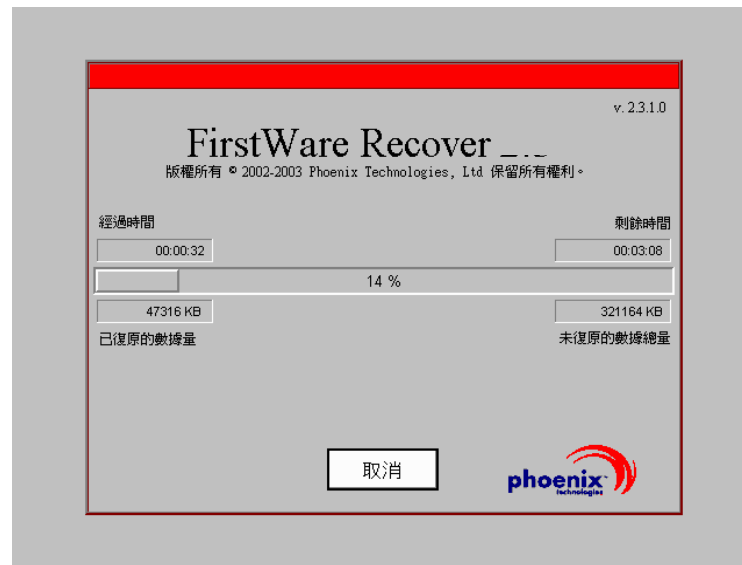 v. 2.3.1.0
FirstWare Recover
版權所有 © 2002-2003 Phoenix Technologies, Ltd 保留所有權利。
經過時間 剩餘時間
00:00:32 00:03:08
14 %
47316 KB 321164 KB
已復原的數據量 未復原的數據總量
取消
phoenix
technologies